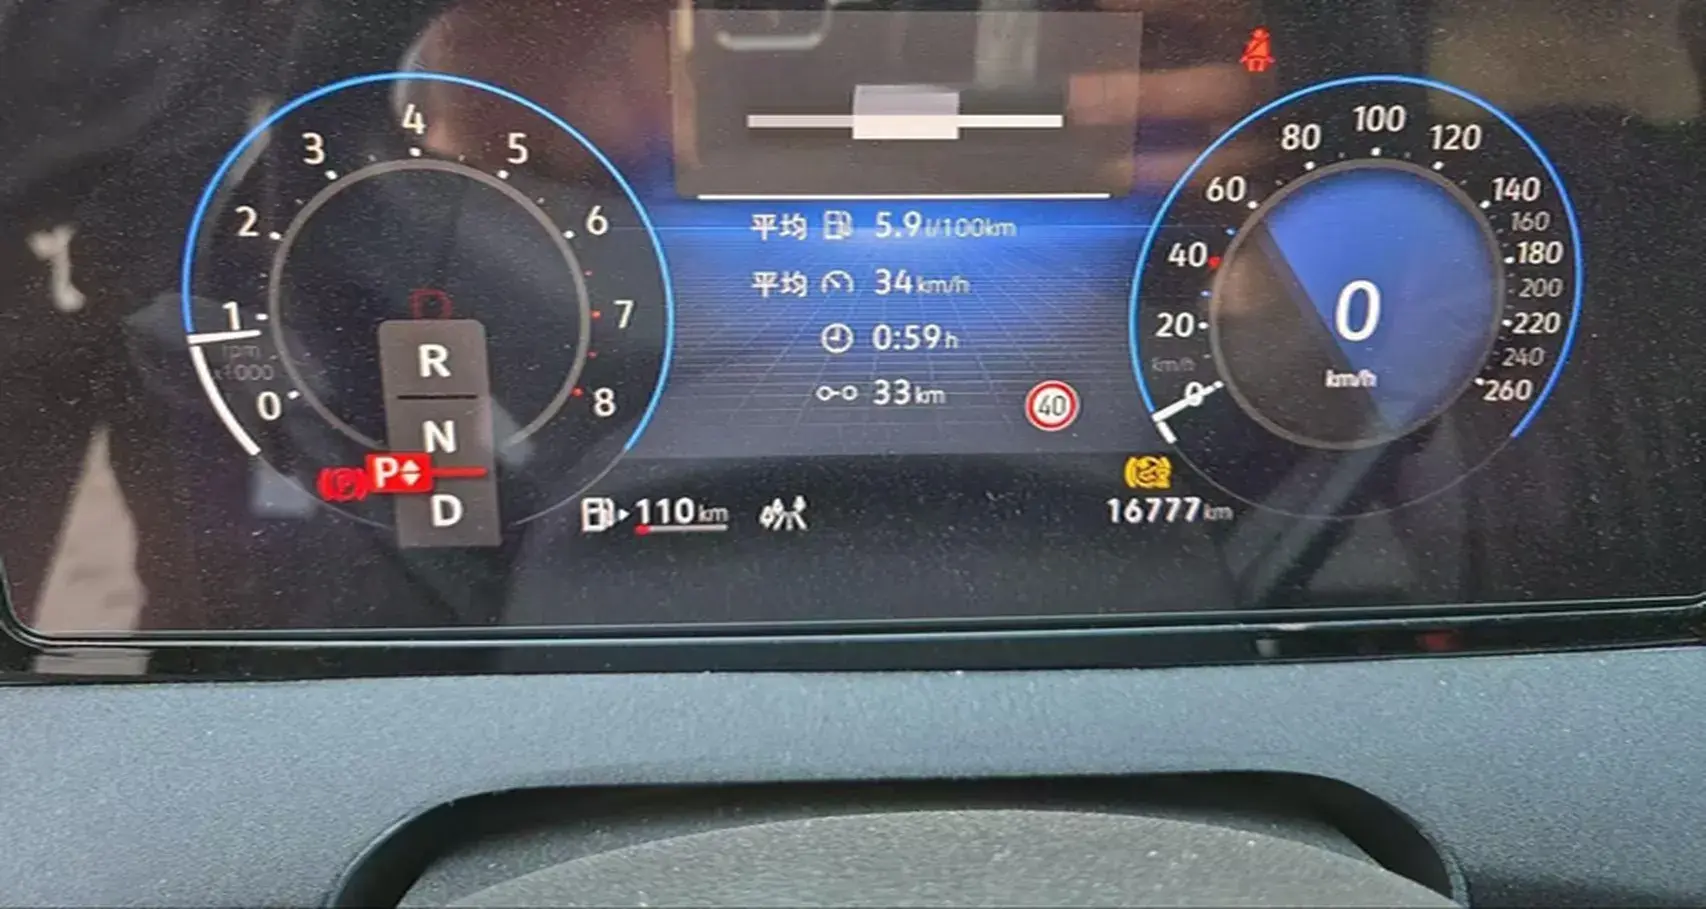 0
1
2
3
4
5
6
7
8
rpm
x1000
D
R
N
P
D
平均 5.9 l/100km
平均 34 km/h
0:59 h
33 km
40
110 km
0
20
40
60
80
100
120
140
160
180
200
220
240
260
km/h
0
km/h
16777 km